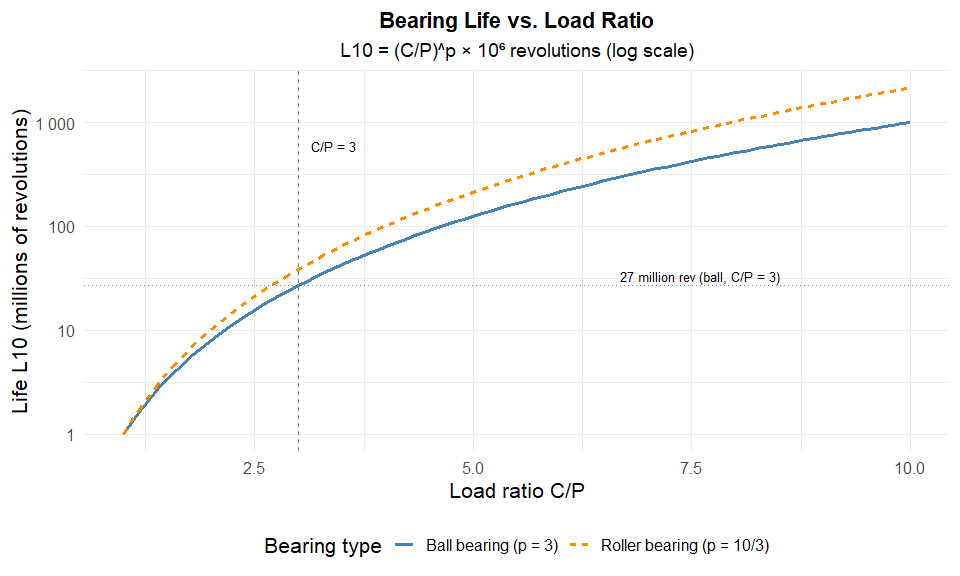 Bearing Life vs. Load Ratio
L10 = (C/P)^p × 10⁶ revolutions (log scale)
Life L10 (millions of revolutions)
1 000
100
10
1
C/P = 3
27 million rev (ball, C/P = 3)
2.5
5.0
7.5
10.0
Load ratio C/P
Bearing type
Ball bearing (p = 3)
Roller bearing (p = 10/3)